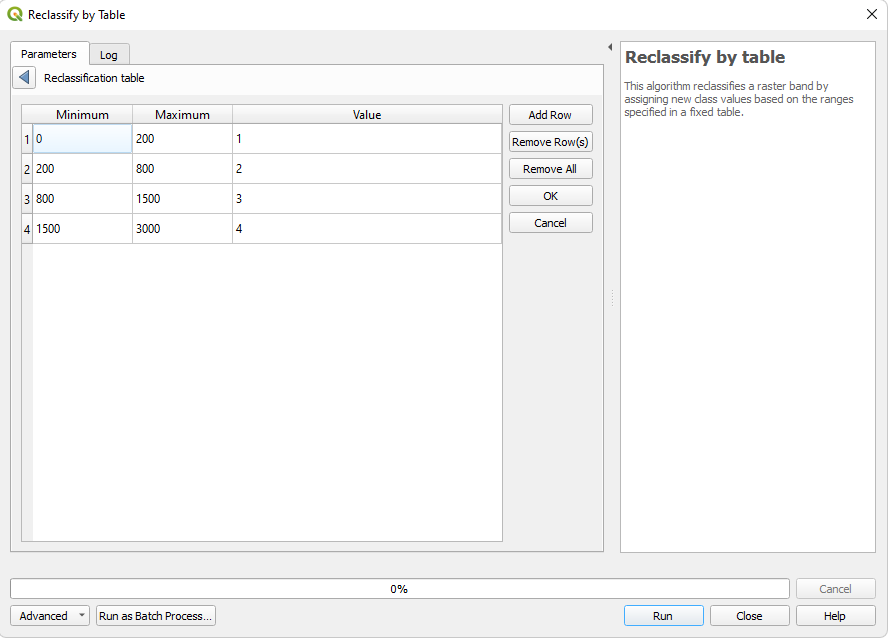 Reclassify by Table
Parameters Log
Reclassification table
Minimum Maximum Value
1 0 200 1
2 200 800 2
3 800 1500 3
4 1500 3000 4
Add Row
Remove Row(s)
Remove All
OK
Cancel
Reclassify by table
This algorithm reclassifies a raster band by
assigning new class values based on the ranges
specified in a fixed table.
0% Cancel
Advanced Run as Batch Process... Run Close Help